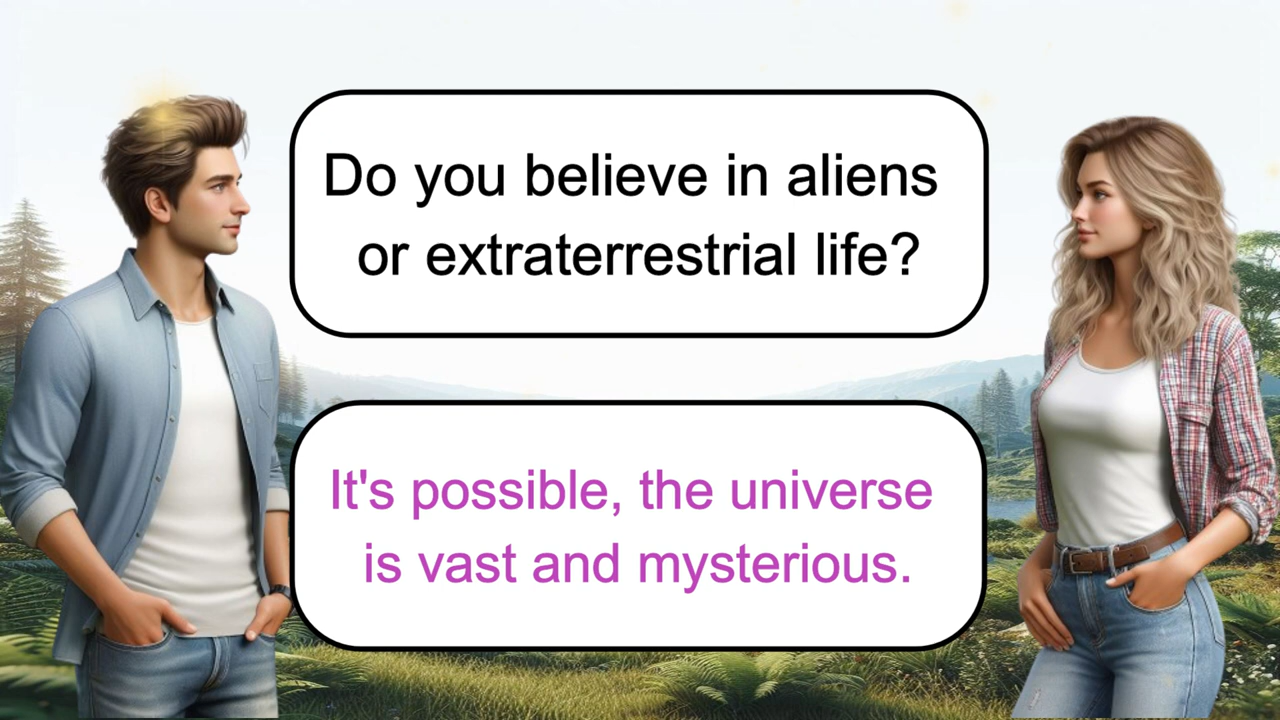 Do you believe in aliens
or extraterrestrial life?
It's possible, the universe
is vast and mysterious.